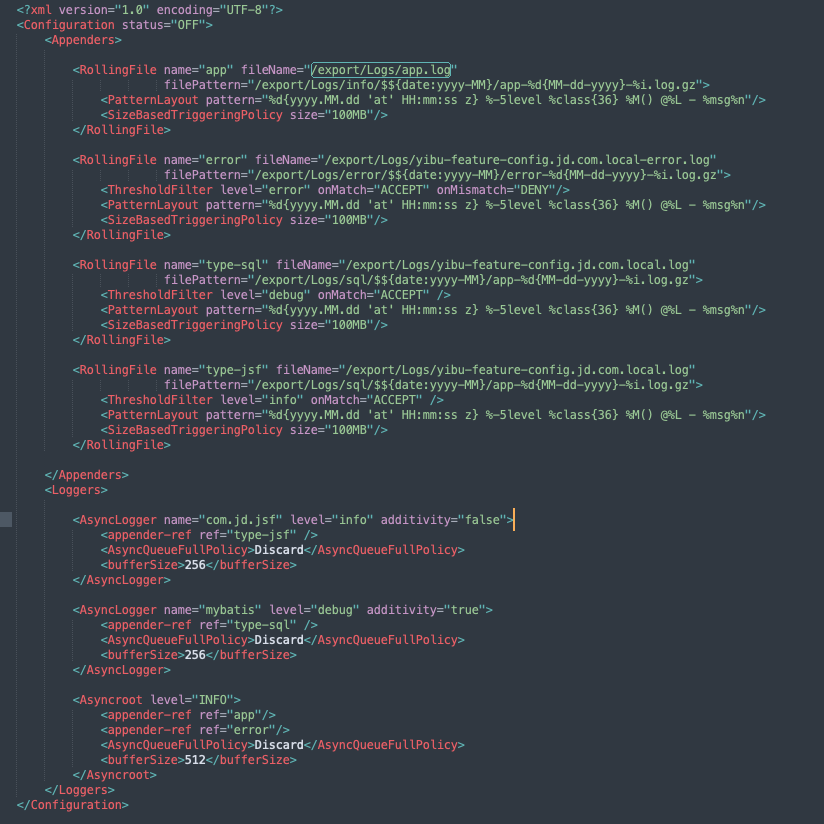 <?xml version="1.0" encoding="UTF-8"?>
<Configuration status="OFF">
<Appenders>
<RollingFile name="app" fileName="/export/Logs/app.log"
filePattern="/export/Logs/info/$${date:yyyy-MM}/app-%d{MM-dd-yyyy}-%i.log.gz">
<PatternLayout pattern="%d{yyyy.MM.dd 'at' HH:mm:ss z} %-5level %class{36} %M() @%L - %msg%n"/>
<SizeBasedTriggeringPolicy size="100MB"/>
</RollingFile>
<RollingFile name="error" fileName="/export/Logs/yibu-feature-config.jd.com.local-error.log"
filePattern="/export/Logs/error/$${date:yyyy-MM}/error-%d{MM-dd-yyyy}-%i.log.gz">
<ThresholdFilter level="error" onMatch="ACCEPT" onMismatch="DENY"/>
<PatternLayout pattern="%d{yyyy.MM.dd 'at' HH:mm:ss z} %-5level %class{36} %M() @%L - %msg%n"/>
<SizeBasedTriggeringPolicy size="100MB"/>
</RollingFile>
<RollingFile name="type-sql" fileName="/export/Logs/yibu-feature-config.jd.com.local.log"
filePattern="/export/Logs/sql/$${date:yyyy-MM}/app-%d{MM-dd-yyyy}-%i.log.gz">
<ThresholdFilter level="debug" onMatch="ACCEPT" />
<PatternLayout pattern="%d{yyyy.MM.dd 'at' HH:mm:ss z} %-5level %class{36} %M() @%L - %msg%n"/>
<SizeBasedTriggeringPolicy size="100MB"/>
</RollingFile>
<RollingFile name="type-jsf" fileName="/export/Logs/yibu-feature-config.jd.com.local.log"
filePattern="/export/Logs/sql/$${date:yyyy-MM}/app-%d{MM-dd-yyyy}-%i.log.gz">
<ThresholdFilter level="info" onMatch="ACCEPT" />
<PatternLayout pattern="%d{yyyy.MM.dd 'at' HH:mm:ss z} %-5level %class{36} %M() @%L - %msg%n"/>
<SizeBasedTriggeringPolicy size="100MB"/>
</RollingFile>
</Appenders>
<Loggers>
<AsyncLogger name="com.jd.jsf" level="info" additivity="false">
<appender-ref ref="type-jsf" />
<AsyncQueueFullPolicy>Discard</AsyncQueueFullPolicy>
<bufferSize>256</bufferSize>
</AsyncLogger>
<AsyncLogger name="mybatis" level="debug" additivity="true">
<appender-ref ref="type-sql" />
<AsyncQueueFullPolicy>Discard</AsyncQueueFullPolicy>
<bufferSize>256</bufferSize>
</AsyncLogger>
<Asyncroot level="INFO">
<appender-ref ref="app"/>
<appender-ref ref="error"/>
<AsyncQueueFullPolicy>Discard</AsyncQueueFullPolicy>
<bufferSize>512</bufferSize>
</Asyncroot>
</Loggers>
</Configuration>